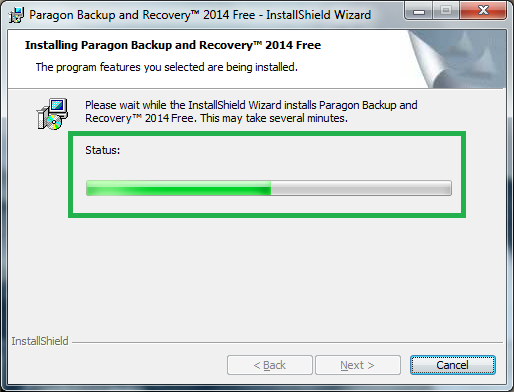 Paragon Backup and Recovery™ 2014 Free - InstallShield Wizard
Installing Paragon Backup and Recovery™ 2014 Free
The program features you selected are being installed.
Please wait while the InstallShield Wizard installs Paragon Backup and
Recovery™ 2014 Free. This may take several minutes.
Status:
InstallShield
< Back
Next >
Cancel